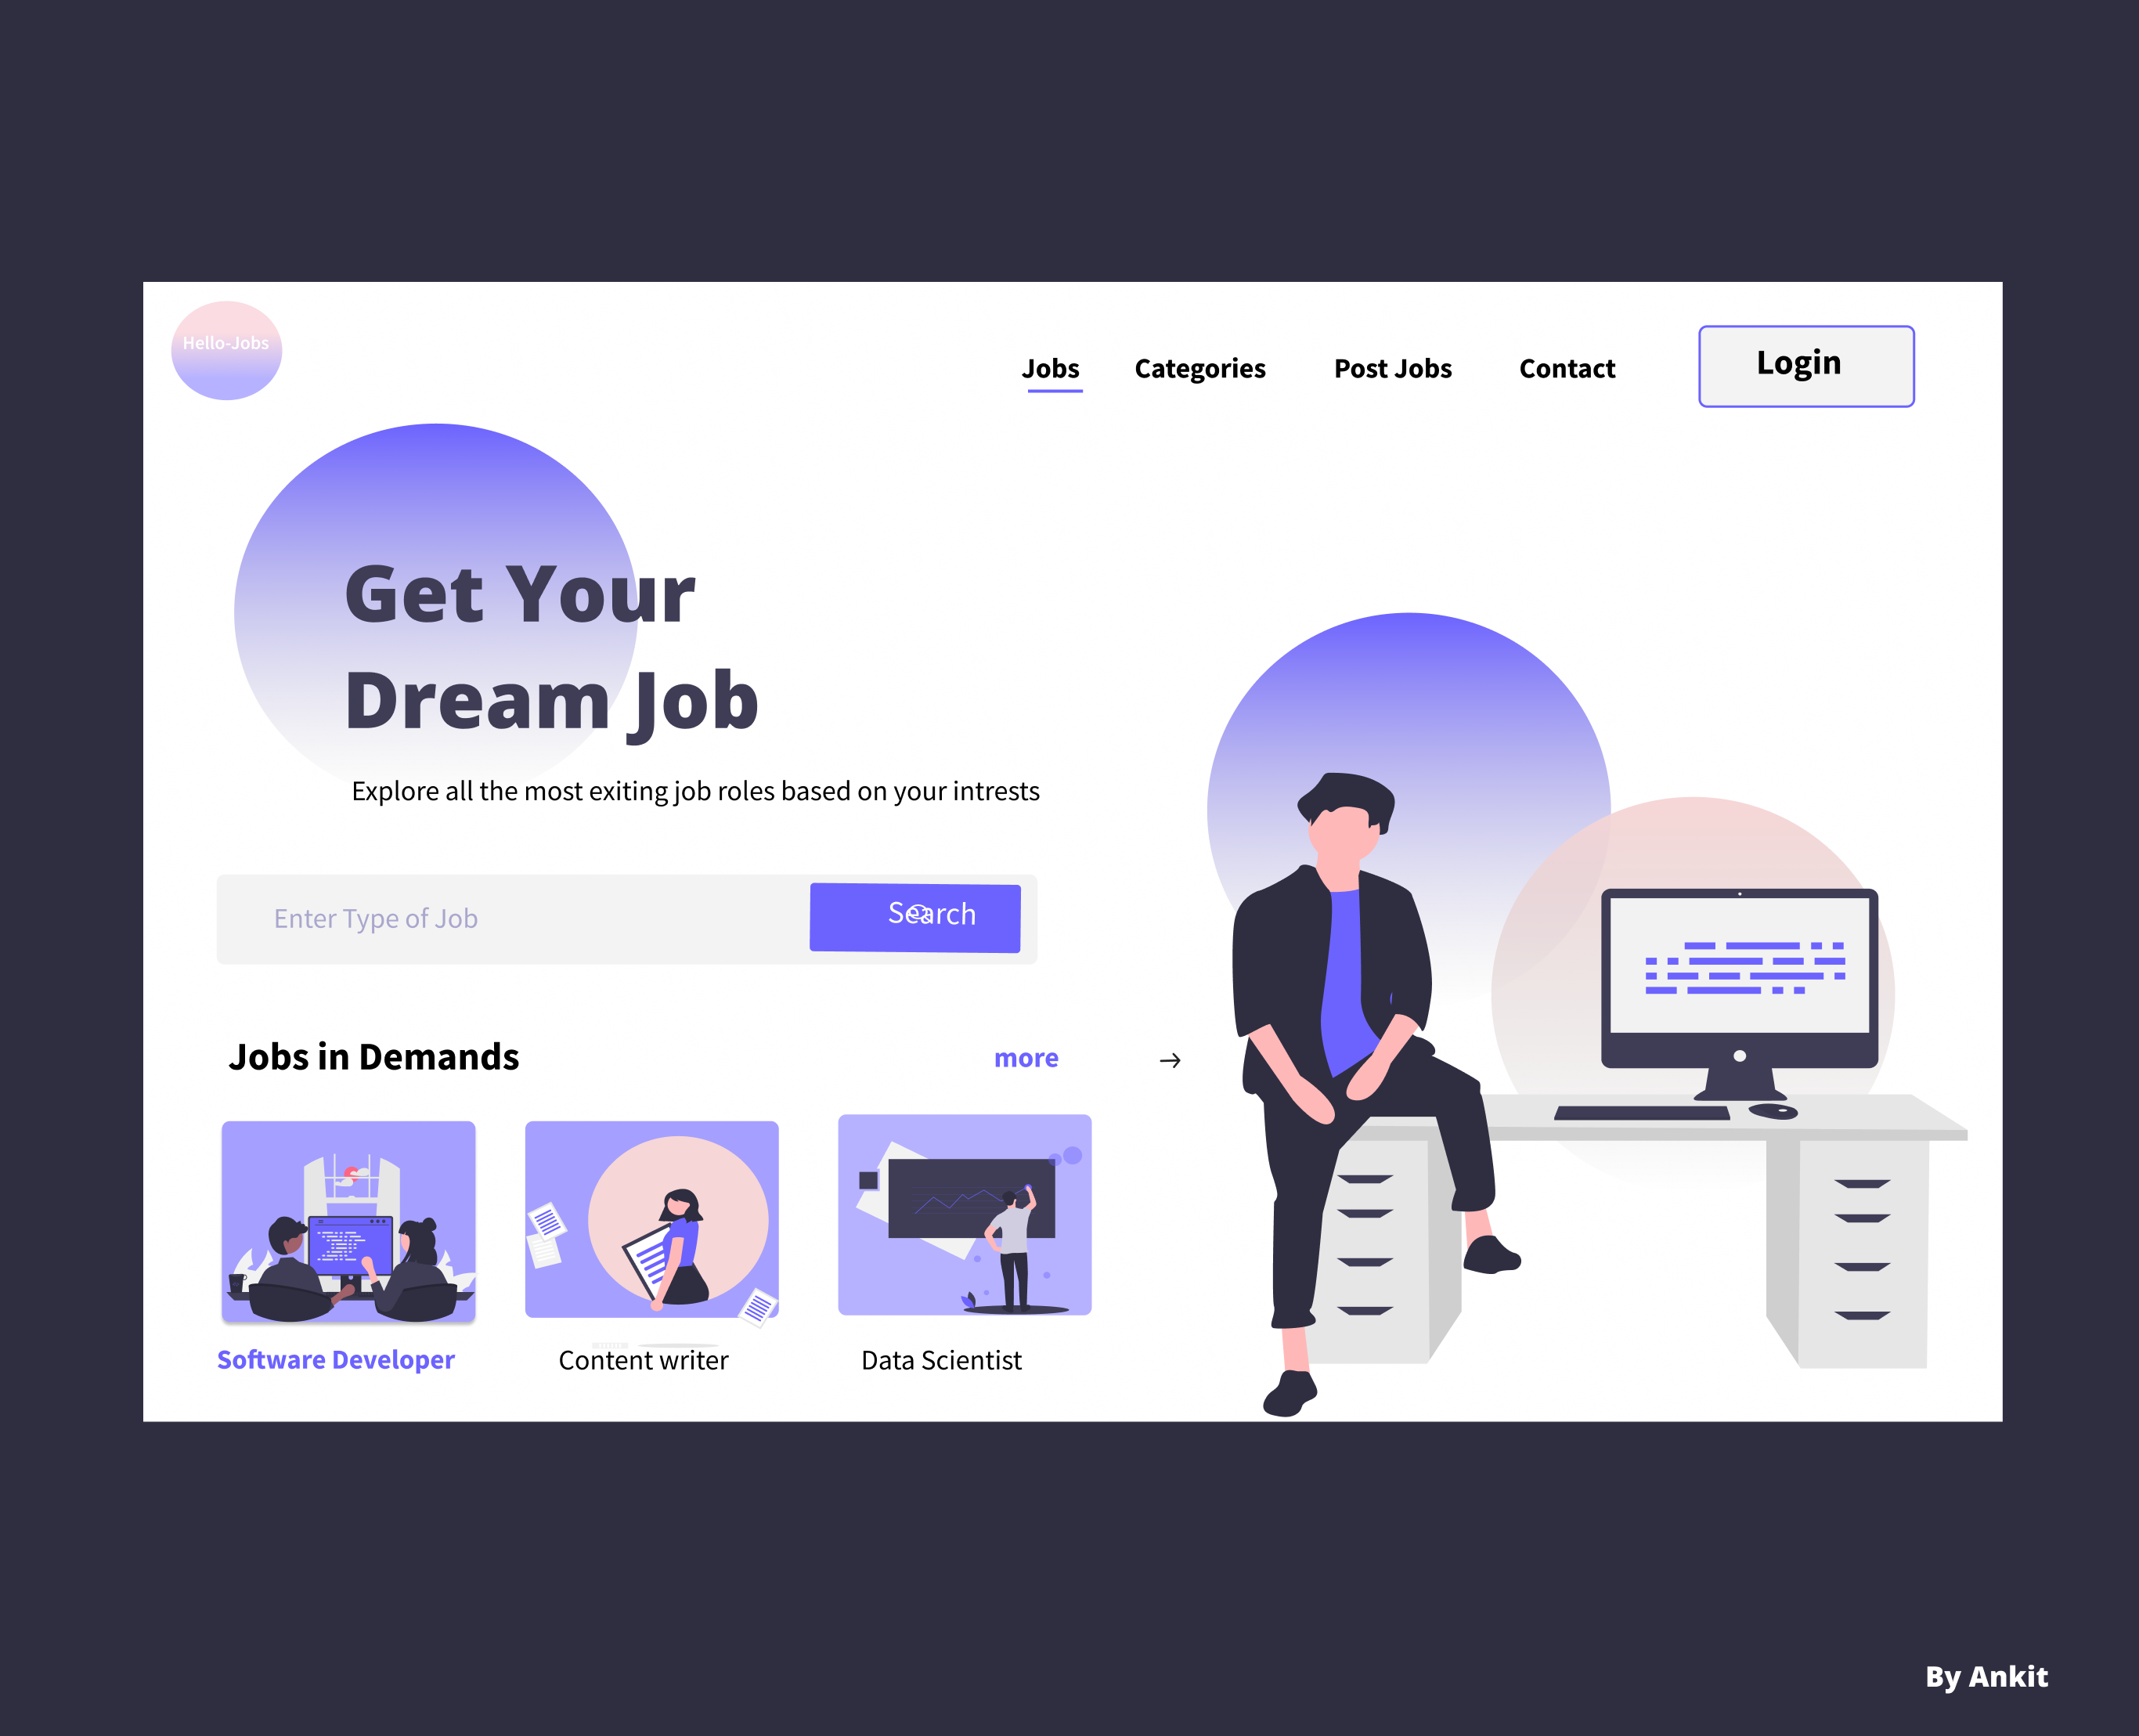 Hello-Jobs
Jobs
Categories
Post Jobs
Contact
Login
Get Your
Dream Job
Explore all the most exiting job roles based on your intrests
Enter Type of Job
Search
Jobs in Demands
more
Software Developer
Content writer
Data Scientist
By Ankit